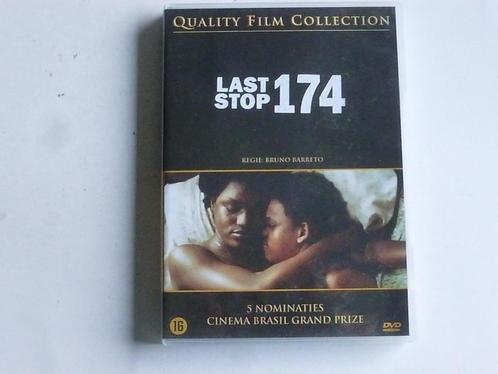 QUALITY FILM COLLECTION
LAST
STOP 174
REGIE: BRUNO BARRETO
5 NOMINATIES
CINEMA BRASIL GRAND PRIZE
16
DVD